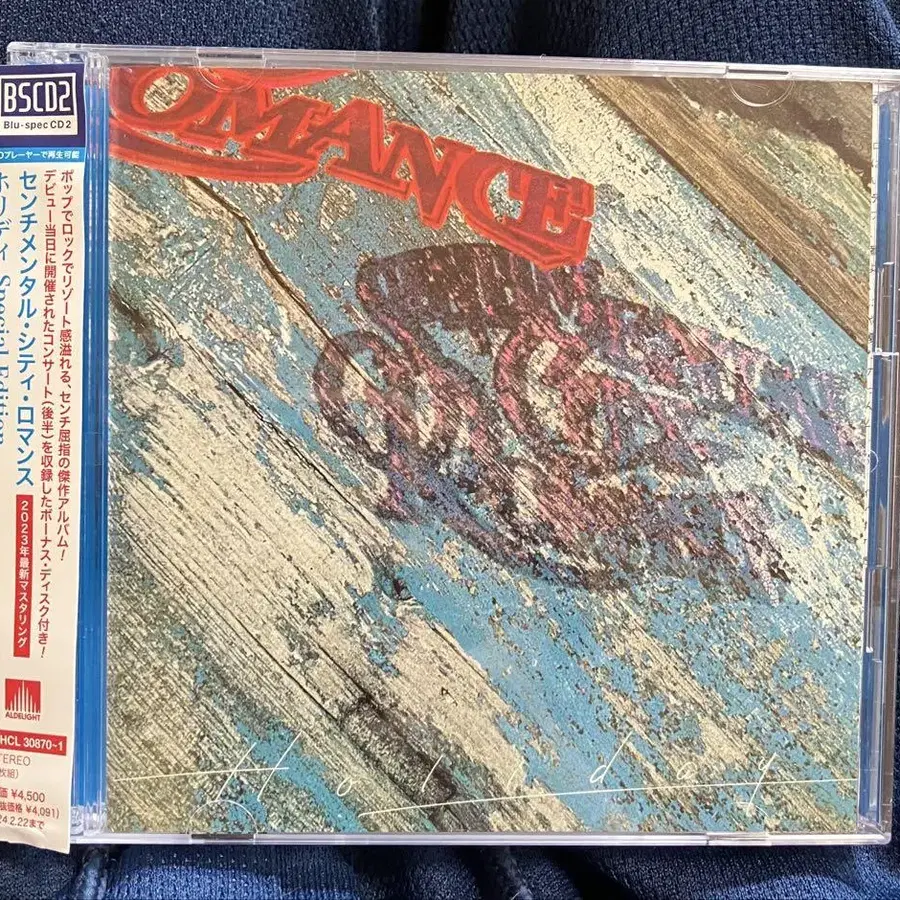 BSCD2
Blu-spec CD 2
Dプレーヤーで再生可能
ポップでロックでリゾート感溢れる、センチ屈指の傑作アルバム!
デビュー当日に開催されたコンサート(後半)を収録したボーナス・ディスク付き!
センチメンタル・シティ・ロマンス
2023年最新マスタリング
ホリデイ Special Edition
ALDELIGHT
HCL 30870~1
TEREO
枚組)
価 ¥4,500
抜価格 ¥4,091)
24.2.22まで
OMANCE
Holiday